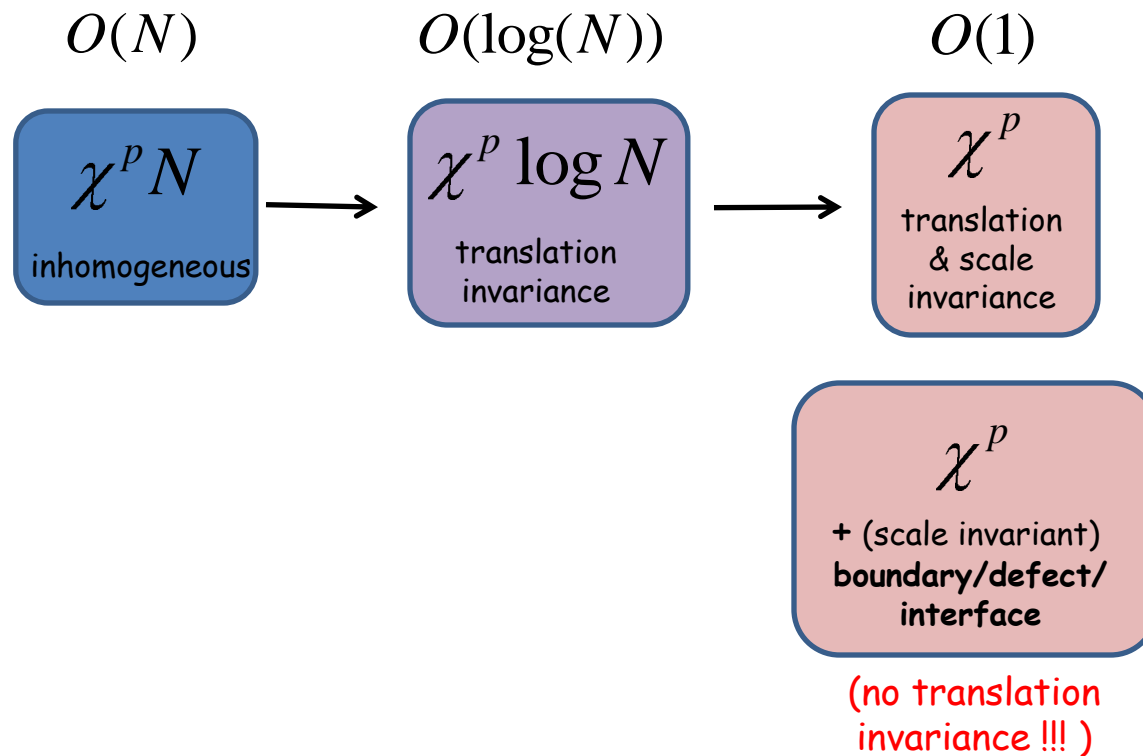 O(N)
O(log(N))
O(1)
χ^p N
inhomogeneous
χ^p log N
translation
invariance
χ^p
translation
& scale
invariance
χ^p
+ (scale invariant)
boundary/defect/
interface
(no translation
invariance !!! )